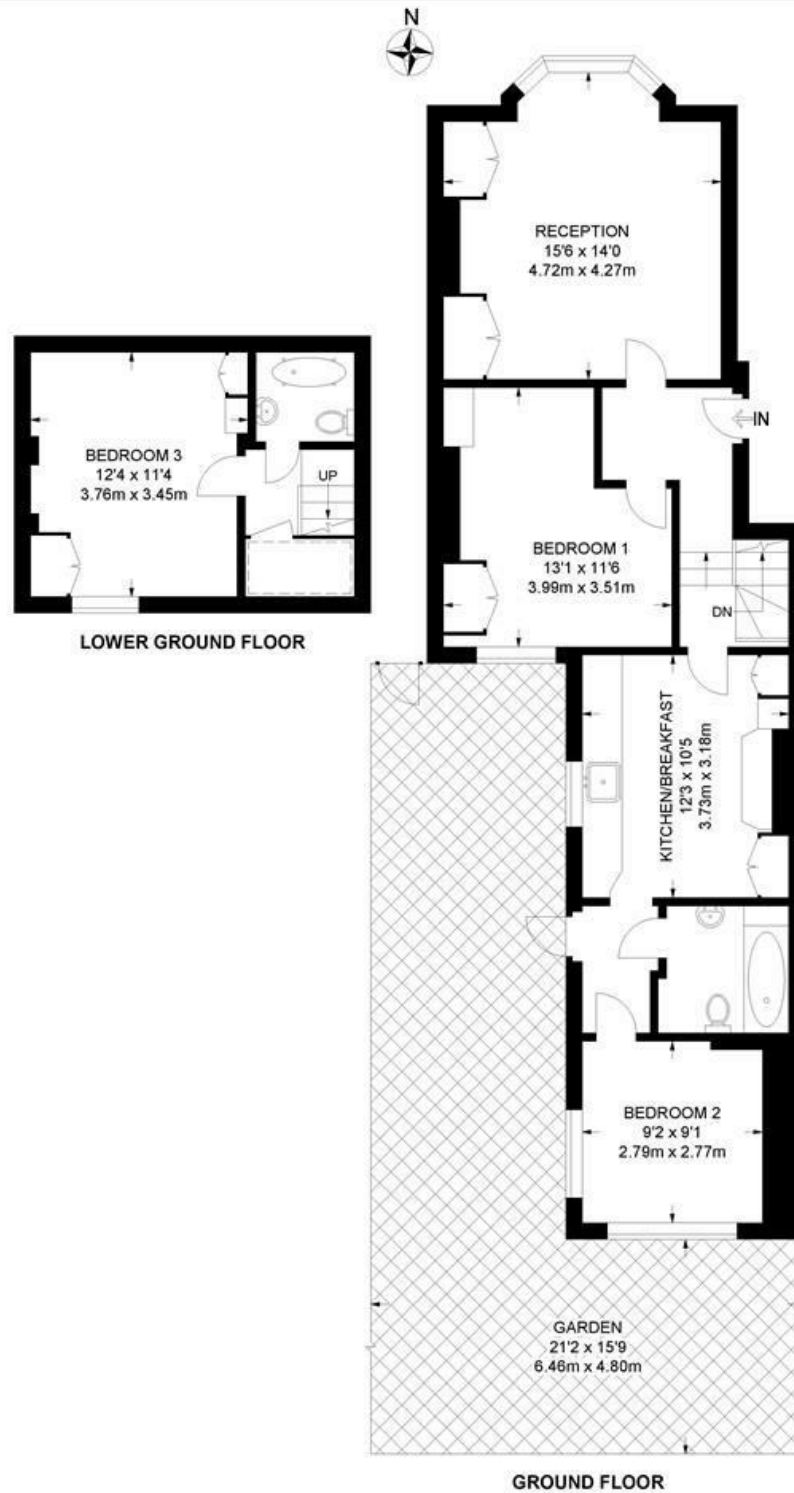 N
RECEPTION
15'6 x 14'0
4.72m x 4.27m
IN
BEDROOM 3
12'4 x 11'4
3.76m x 3.45m
UP
LOWER GROUND FLOOR
BEDROOM 1
13'1 x 11'6
3.99m x 3.51m
DN
KITCHEN/BREAKFAST
12'3 x 10'5
3.73m x 3.18m
BEDROOM 2
9'2 x 9'1
2.79m x 2.77m
GARDEN
21'2 x 15'9
6.46m x 4.80m
GROUND FLOOR